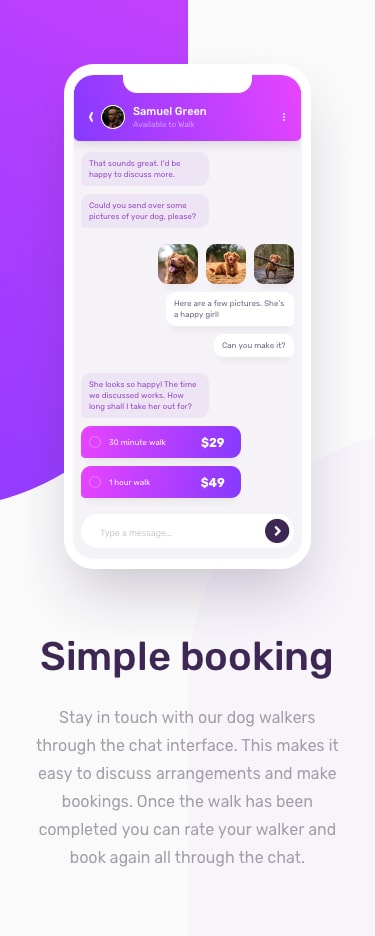 Samuel Green
Available to Walk
That sounds great. I'd be
happy to discuss more.
Could you send over some
pictures of your dog, please?
Here are a few pictures. She's
a happy girl!
Can you make it?
She looks so happy! The time
we discussed works. How
long shall I take her out for?
30 minute walk $29
1 hour walk $49
Type a message…
Simple booking
Stay in touch with our dog walkers
through the chat interface. This makes it
easy to discuss arrangements and make
bookings. Once the walk has been
completed you can rate your walker and
book again all through the chat.